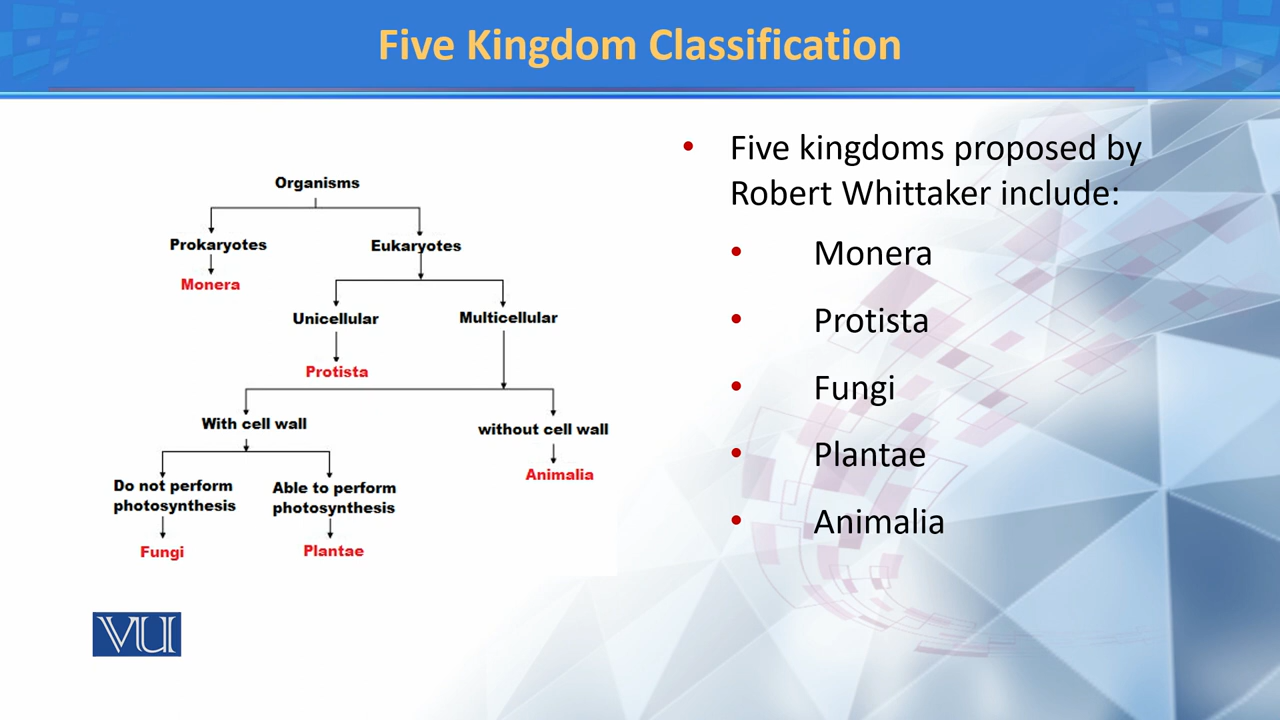 Five Kingdom Classification
Organisms
Prokaryotes
Eukaryotes
Monera
Unicellular
Multicellular
Protista
With cell wall
without cell wall
Animalia
Do not perform
photosynthesis
Able to perform
photosynthesis
Fungi
Plantae
• Five kingdoms proposed by
Robert Whittaker include:
• Monera
• Protista
• Fungi
• Plantae
• Animalia
VU